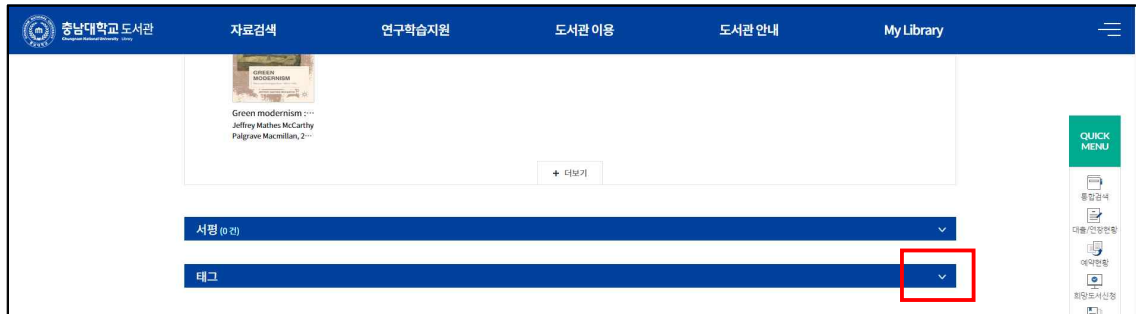 충남대학교 도서관
Chungnam National University Library
자료검색
연구학습지원
도서관 이용
도서관 안내
My Library
GREEN
MODERNISM
Green modernism :…
Jeffrey Mathes McCarthy
Palgrave Macmillan, 2…
+ 더보기
서평 (0 건)
태그
QUICK
MENU
통합검색
대출/연장현황
예약현황
희망도서신청